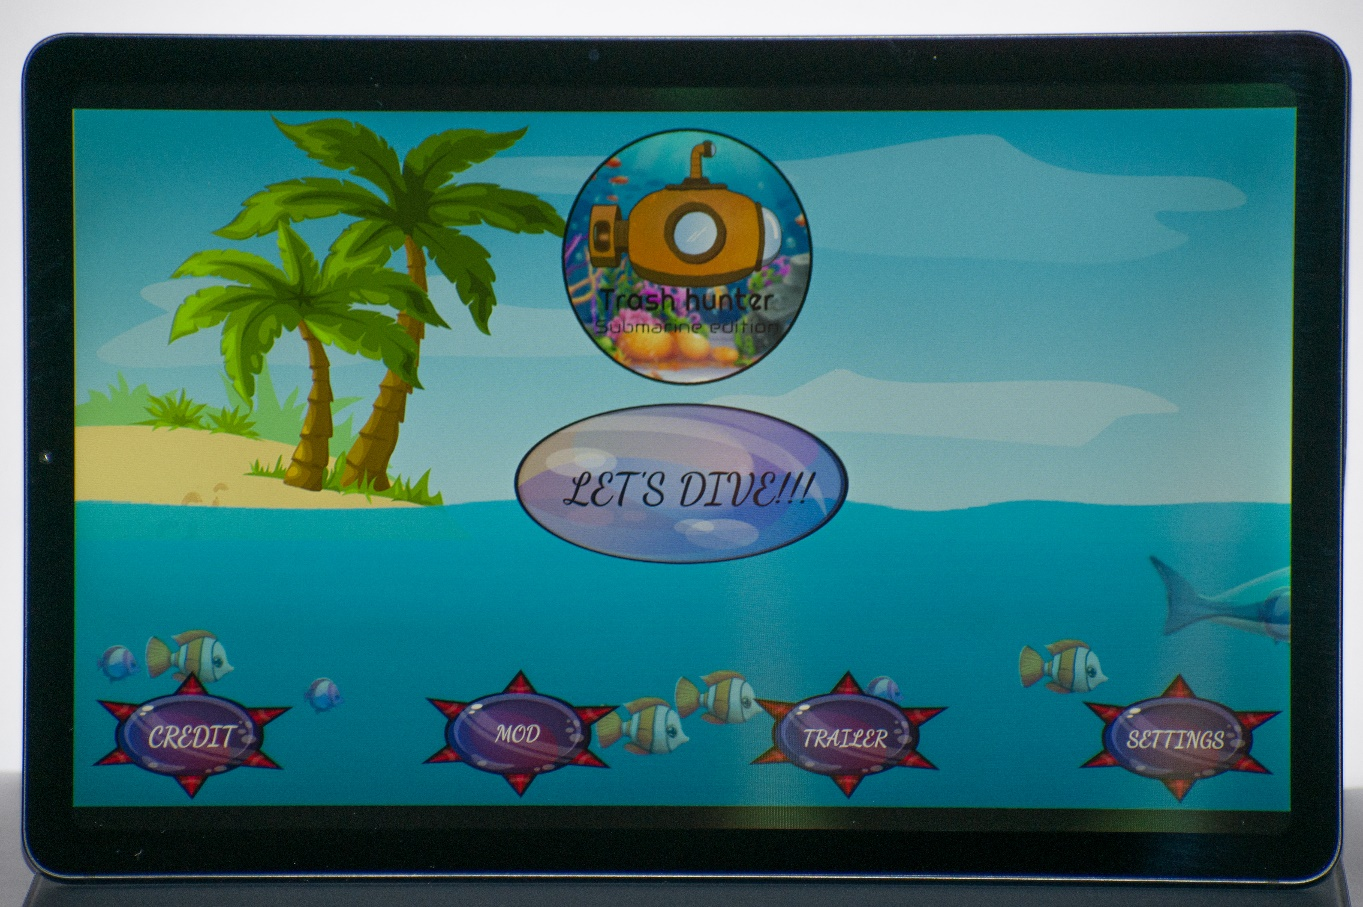 Trash hunter
Submarine edition
LET'S DIVE!!!
CREDIT
MOD
TRAILER
SETTINGS